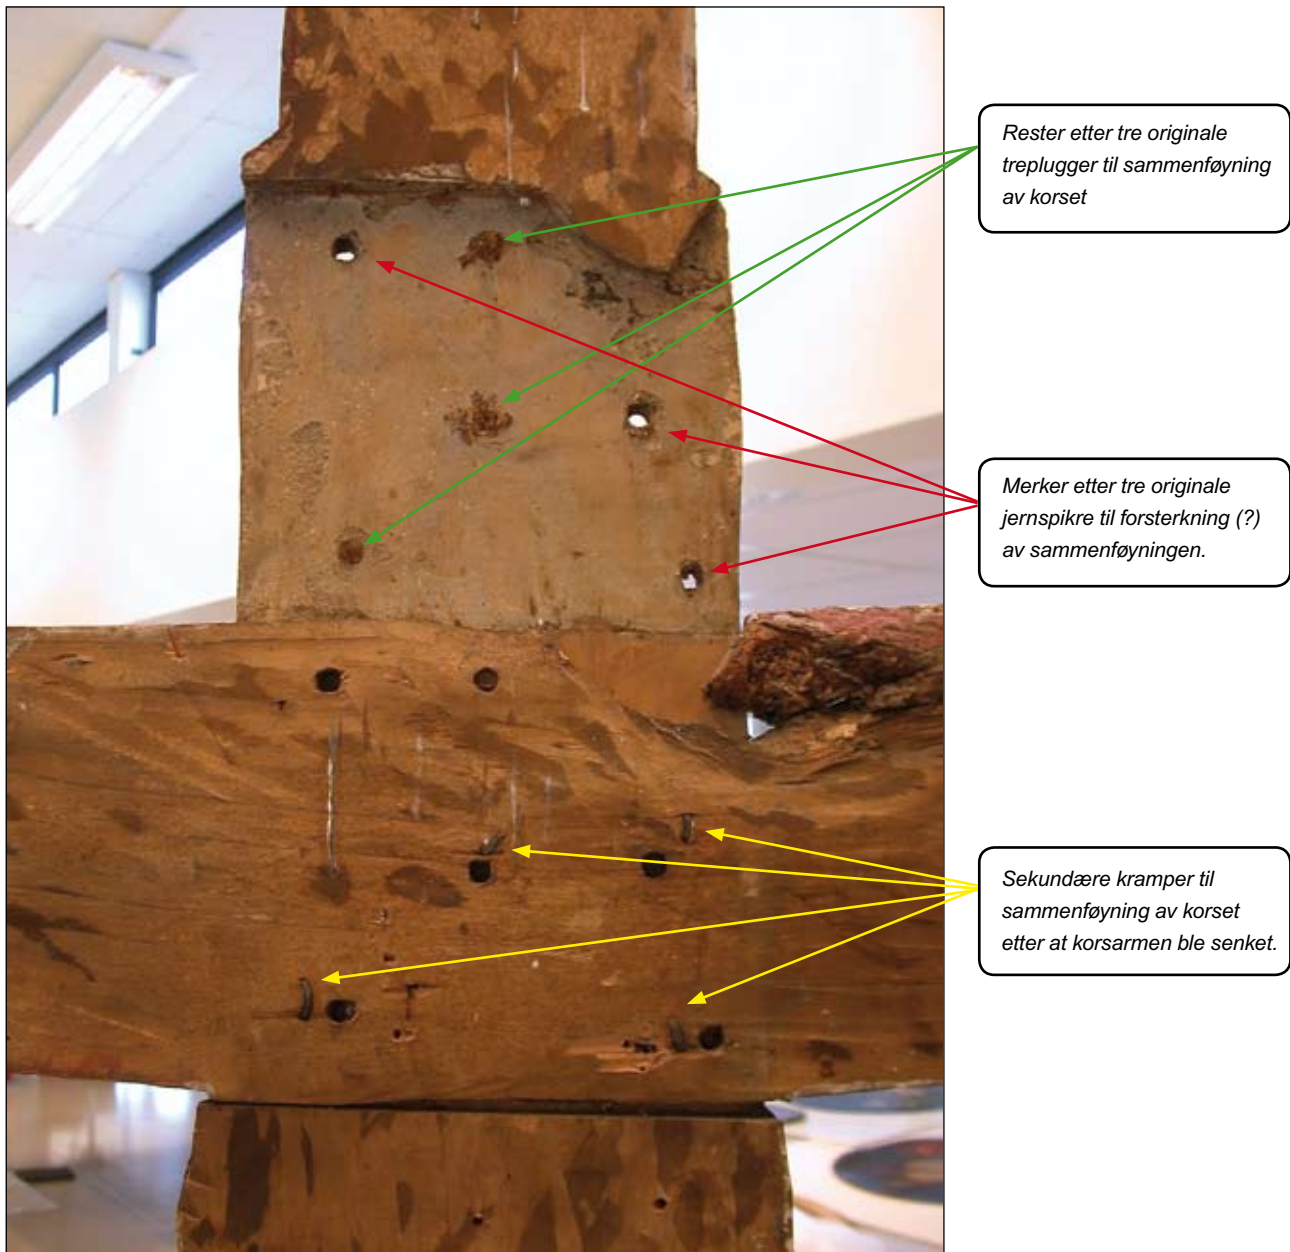 Rester etter tre originale
treplugger til sammenføyning
av korset
Merker etter tre originale
jernspikre til forsterkning (?)
av sammenføyningen.
Sekundære kramper til
sammenføyning av korset
etter at korsarmen ble senket.